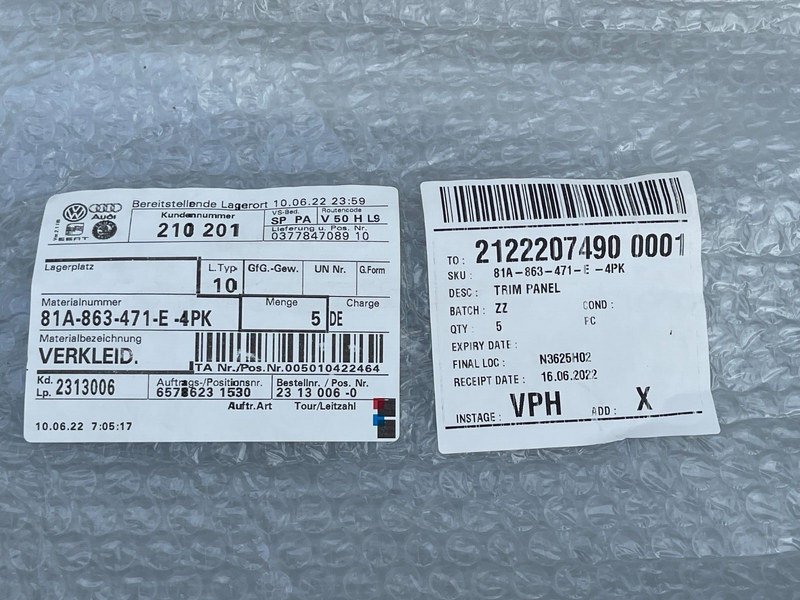 Bereitstellende Lagerort 10.06.22 23:59
Audi
SEAT
Kundennummer
210 201
VS-Bed.
SP PA
Routencode
V 50 H LS
Lieferung u. Pos. Nr.
0377847089 10
Lagerplatz
L.Typ
10
GfG.-Gew.
UN Nr.
G.Form
Materialnummer
81A-863-471-E -4PK
Menge
5
Charge
DE
Materialbezeichnung
VERKLEID.
TA Nr./Pos.Nr.005010422464
Kd.
Lp. 2313006
Auftrags-/Positionsnr.
65786231 1530
Bestellnr. / Pos. Nr.
23 13 006 -0
Auftr.Art
Tour/Leitzahl
10.06.22 7:05:17
TO: 2122207490 0001
SKU: 81A-863-471-E -4PK
DESC: TRIM PANEL
BATCH: ZZ COND:
QTY: 5 FC
EXPIRY DATE:
FINAL LOC: N3625H02
RECEIPT DATE: 16.06.2022
INSTAGE: VPH ADD: X